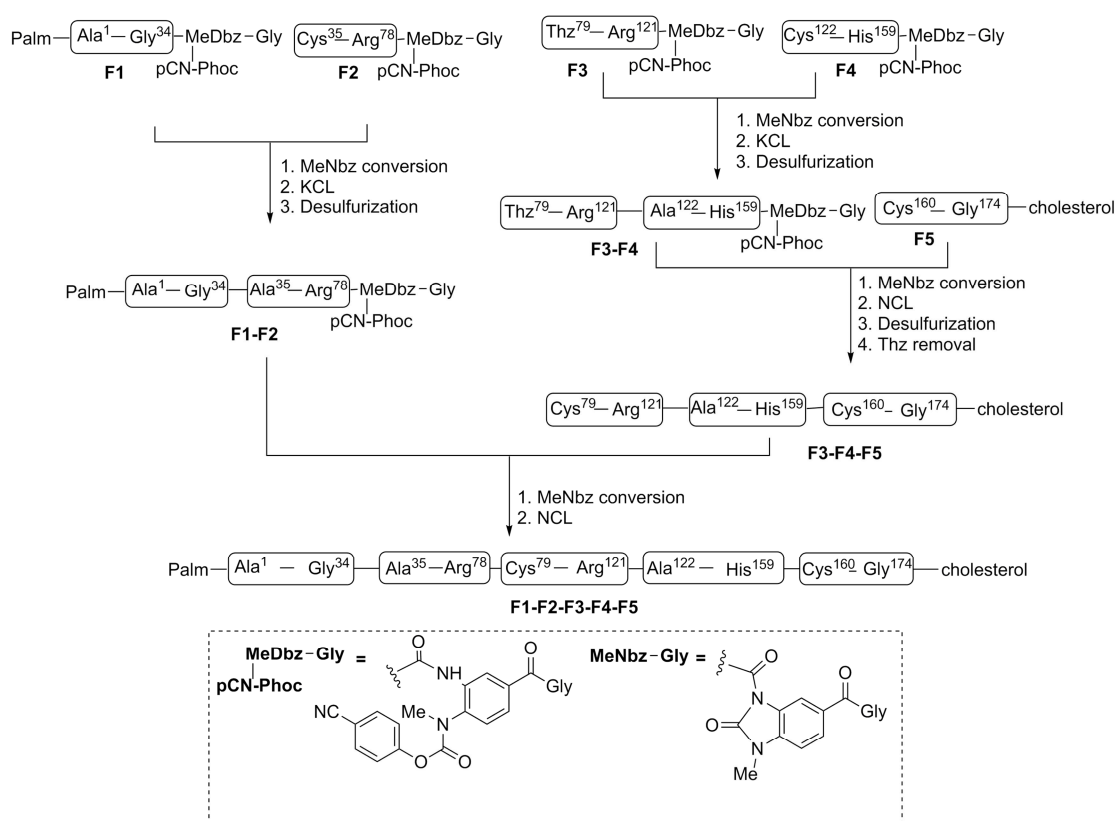 Palm—Ala¹—Gly³⁴—MeDbz–Gly
pCN-Phoc
F1
Cys³⁵—Arg⁷⁸—MeDbz–Gly
pCN-Phoc
F2
Thz⁷⁹—Arg¹²¹—MeDbz–Gly
pCN-Phoc
F3
Cys¹²²—His¹⁵⁹—MeDbz–Gly
pCN-Phoc
F4
1. MeNbz conversion
2. KCL
3. Desulfurization
1. MeNbz conversion
2. KCL
3. Desulfurization
Thz⁷⁹—Arg¹²¹—Ala¹²²—His¹⁵⁹—MeDbz–Gly
pCN-Phoc
F3-F4
Cys¹⁶⁰—Gly¹⁷⁴—cholesterol
F5
Palm—Ala¹—Gly³⁴—Ala³⁵—Arg⁷⁸—MeDbz–Gly
pCN-Phoc
F1-F2
1. MeNbz conversion
2. NCL
3. Desulfurization
4. Thz removal
Cys⁷⁹—Arg¹²¹—Ala¹²²—His¹⁵⁹—Cys¹⁶⁰–Gly¹⁷⁴—cholesterol
F3-F4-F5
1. MeNbz conversion
2. NCL
Palm—Ala¹—Gly³⁴—Ala³⁵—Arg⁷⁸—Cys⁷⁹—Arg¹²¹—Ala¹²²—His¹⁵⁹—Cys¹⁶⁰–Gly¹⁷⁴—cholesterol
F1-F2-F3-F4-F5
MeDbz–Gly =
pCN-Phoc
O
NH
O
Gly
Me
N
NC
O
O
MeNbz–Gly =
O
N
O
Gly
O
N
Me